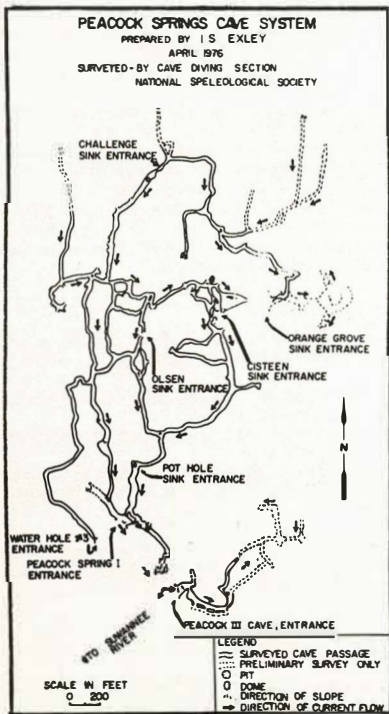 PEACOCK SPRINGS CAVE SYSTEM
PREPARED BY I S EXLEY
APRIL 1976
SURVEYED-BY CAVE DIVING SECTION
NATIONAL SPELEOLOGICAL SOCIETY
CHALLENGE
SINK ENTRANCE
ORANGE GROVE
SINK ENTRANCE
CISTEEN
SINK ENTRANCE
OLSEN
SINK ENTRANCE
N
POT HOLE
SINK ENTRANCE
WATER HOLE #3
ENTRANCE
PEACOCK SPRING I
ENTRANCE
PEACOCK III CAVE, ENTRANCE
TO SUWANNEE
RIVER
SCALE IN FEET
0 200
LEGEND
SURVEYED CAVE PASSAGE
PRELIMINARY SURVEY ONLY
PIT
DOME
DIRECTION OF SLOPE
DIRECTION OF CURRENT FLOW